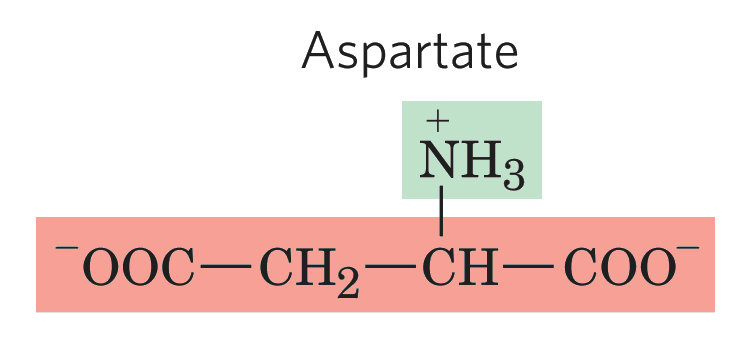 Aspartate
+
NH₃
⁻OOC—CH₂—CH—COO⁻